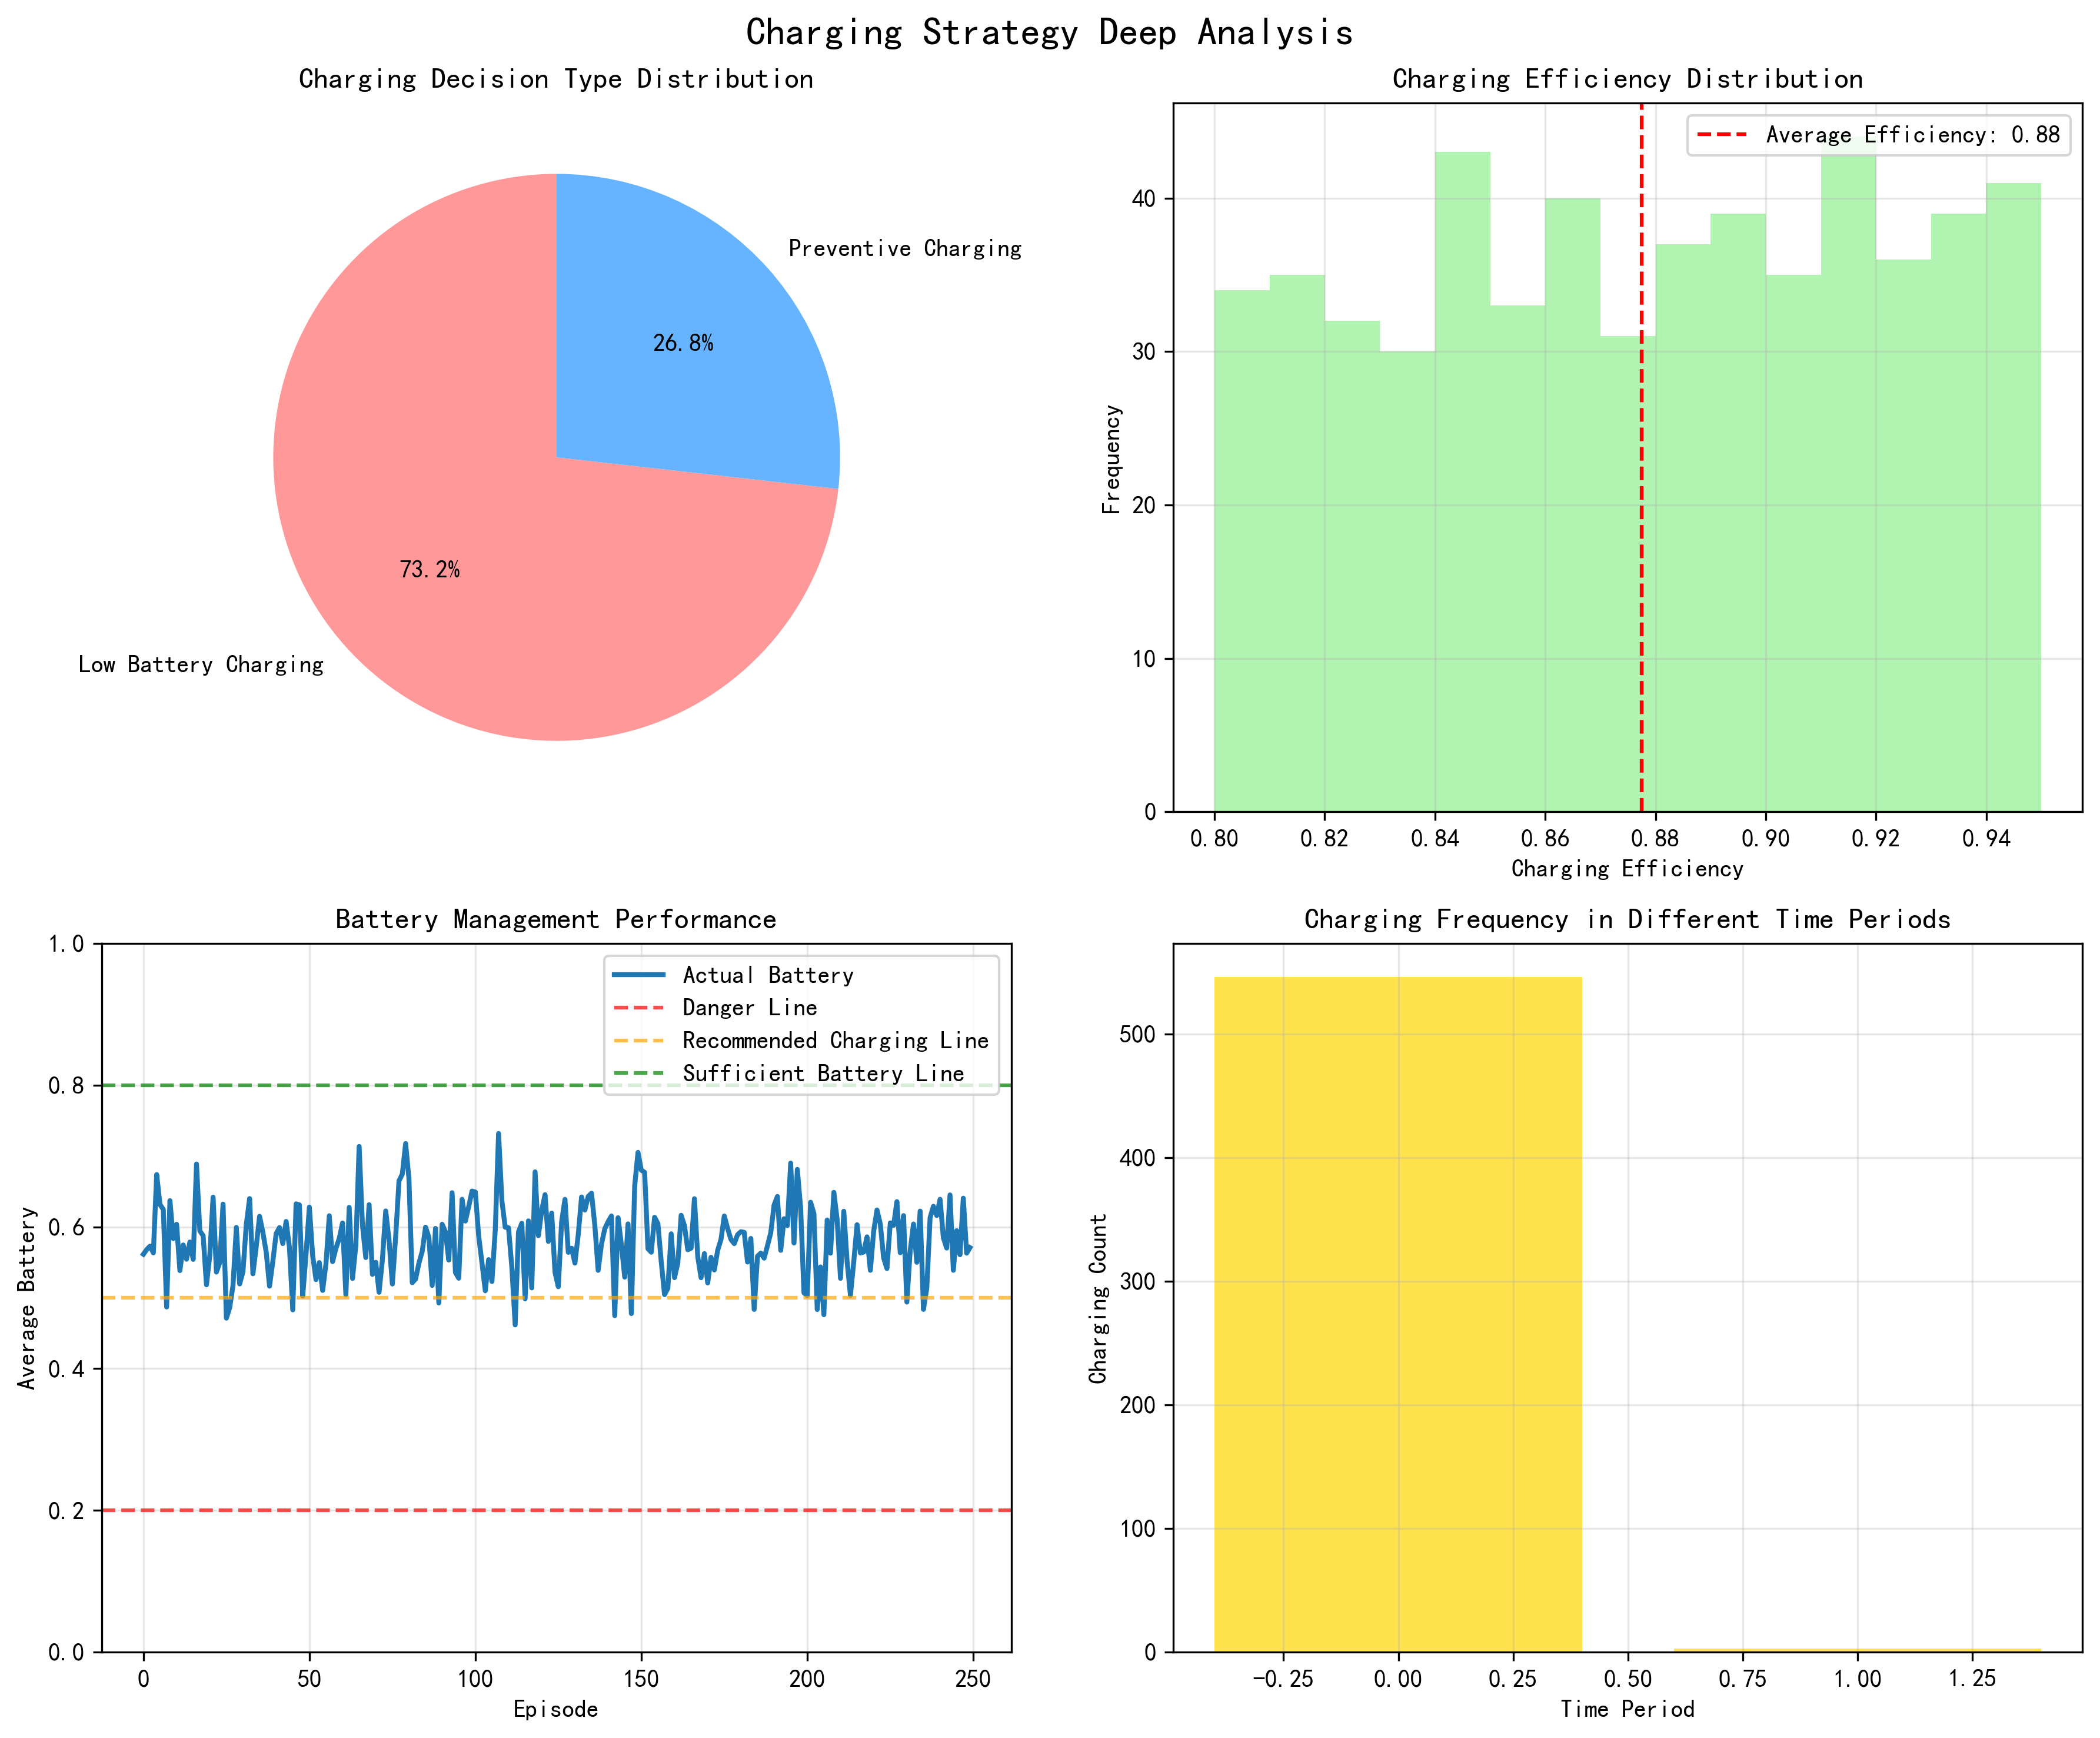 Charging Strategy Deep Analysis
Charging Decision Type Distribution
Preventive Charging
26.8%
73.2%
Low Battery Charging
Charging Efficiency Distribution
Average Efficiency: 0.88
Frequency
40
30
20
10
0
0.80 0.82 0.84 0.86 0.88 0.90 0.92 0.94
Charging Efficiency
Battery Management Performance
Actual Battery
Danger Line
Recommended Charging Line
Sufficient Battery Line
Average Battery
1.0
0.8
0.6
0.4
0.2
0.0
0 50 100 150 200 250
Episode
Charging Frequency in Different Time Periods
Charging Count
500
400
300
200
100
0
-0.25 0.00 0.25 0.50 0.75 1.00 1.25
Time Period